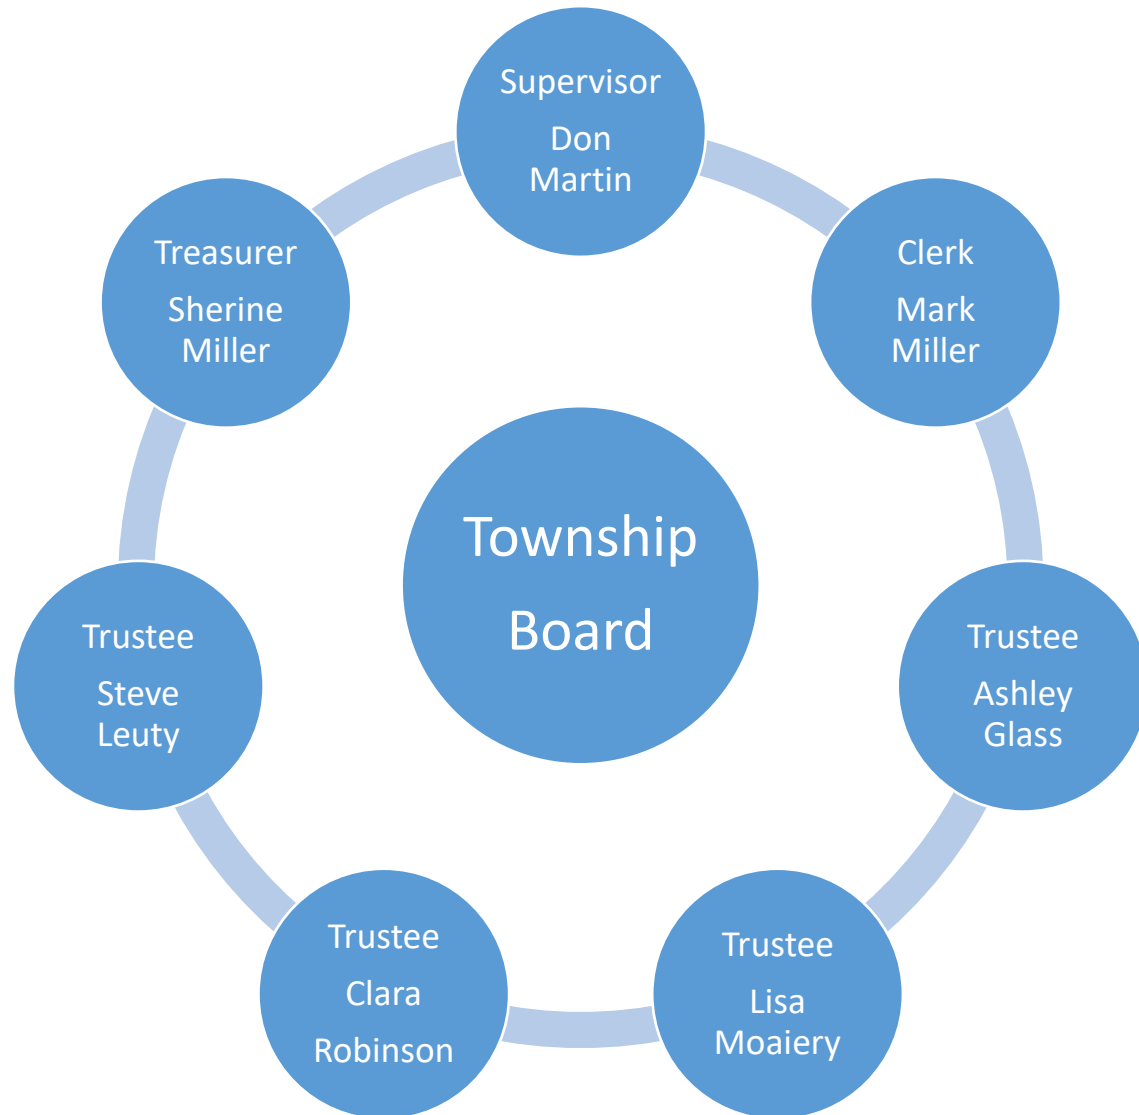 Supervisor
Don
Martin
Clerk
Mark
Miller
Trustee
Ashley
Glass
Trustee
Lisa
Moaiery
Trustee
Clara
Robinson
Trustee
Steve
Leuty
Treasurer
Sherine
Miller
Township
Board